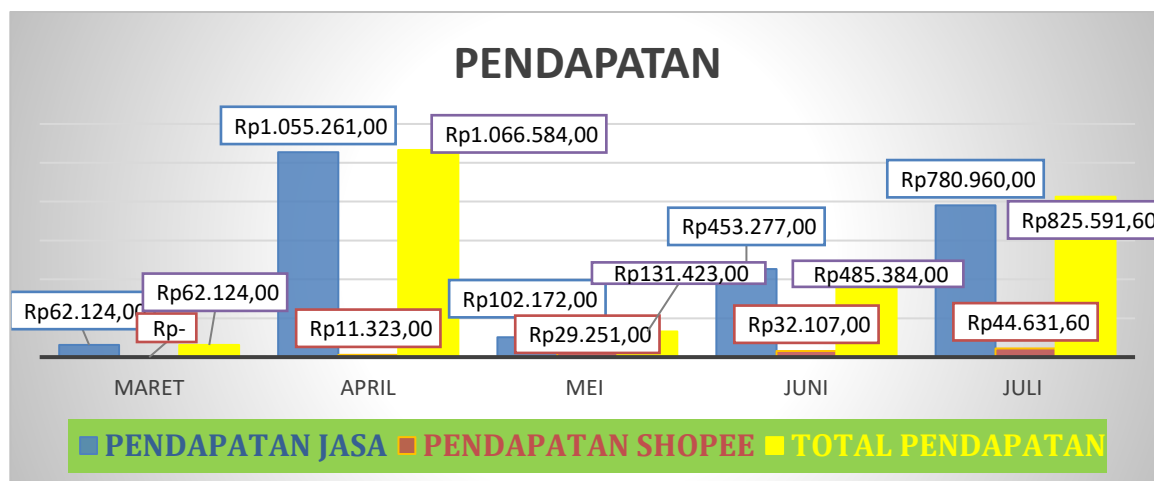 PENDAPATAN
Rp1.055.261,00
Rp1.066.584,00
Rp780.960,00
Rp453.277,00
Rp825.591,60
Rp131.423,00
Rp485.384,00
Rp62.124,00
Rp62.124,00
Rp102.172,00
Rp-
Rp11.323,00
Rp29.251,00
Rp32.107,00
Rp44.631,60
MARET APRIL MEI JUNI JULI
PENDAPATAN JASA PENDAPATAN SHOPEE TOTAL PENDAPATAN